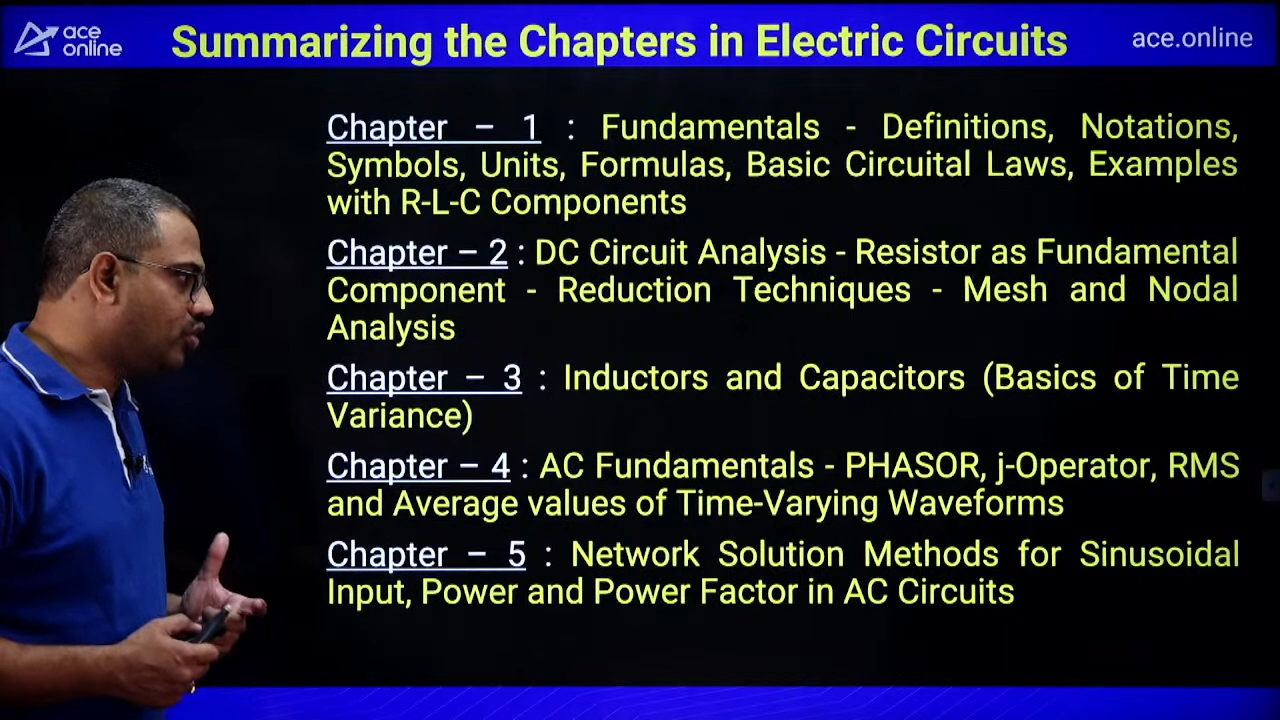 ace
online
Summarizing the Chapters in Electric Circuits
ace.online
Chapter – 1 : Fundamentals - Definitions, Notations,
Symbols, Units, Formulas, Basic Circuital Laws, Examples
with R-L-C Components
Chapter – 2 : DC Circuit Analysis - Resistor as Fundamental
Component - Reduction Techniques - Mesh and Nodal
Analysis
Chapter – 3 : Inductors and Capacitors (Basics of Time
Variance)
Chapter – 4 : AC Fundamentals - PHASOR, j-Operator, RMS
and Average values of Time-Varying Waveforms
Chapter – 5 : Network Solution Methods for Sinusoidal
Input, Power and Power Factor in AC Circuits